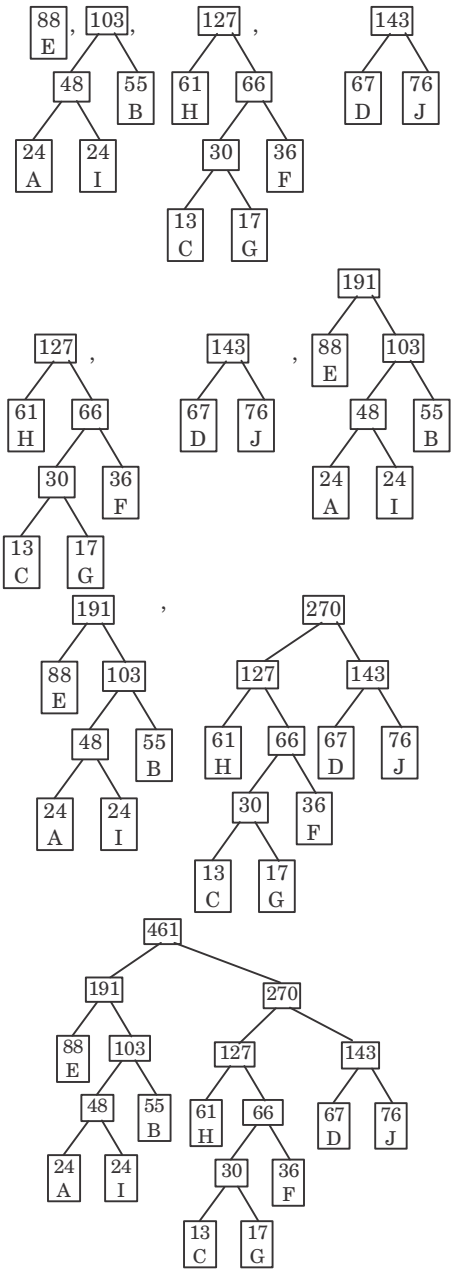 88 , 103 , 127 , 143
E
48 55 61 66 67 76
B H D J
24 24 30 36
A I F
13 17
C G
191
127 , 143 , 88 103
E
61 66 67 76 48 55
H D J B
30 36 24 24
F A I
13 17
C G
191 , 270
88 103 127 143
E
48 55 61 66 67 76
B H D J
24 24 30 36
A I F
13 17
C G
461
191 270
88 103 127 143
E
48 55 61 66 67 76
B H D J
24 24 30 36
A I F
13 17
C G